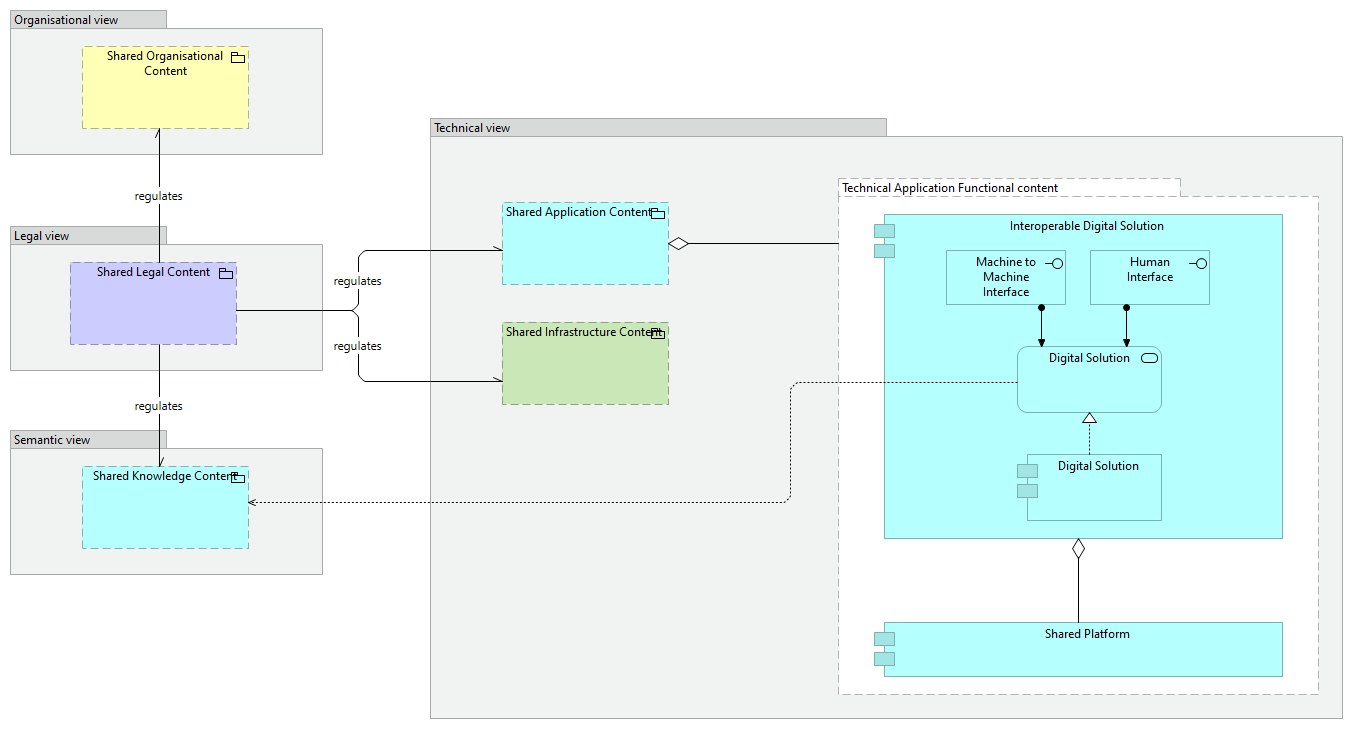 Organisational view
Shared Organisational
Content
regulates
Legal view
Shared Legal Content
regulates
regulates
regulates
Semantic view
Shared Knowledge Content
Technical view
Shared Application Content
Shared Infrastructure Content
Technical Application Functional content
Interoperable Digital Solution
Machine to
Machine
Interface
Human
Interface
Digital Solution
Digital Solution
Shared Platform